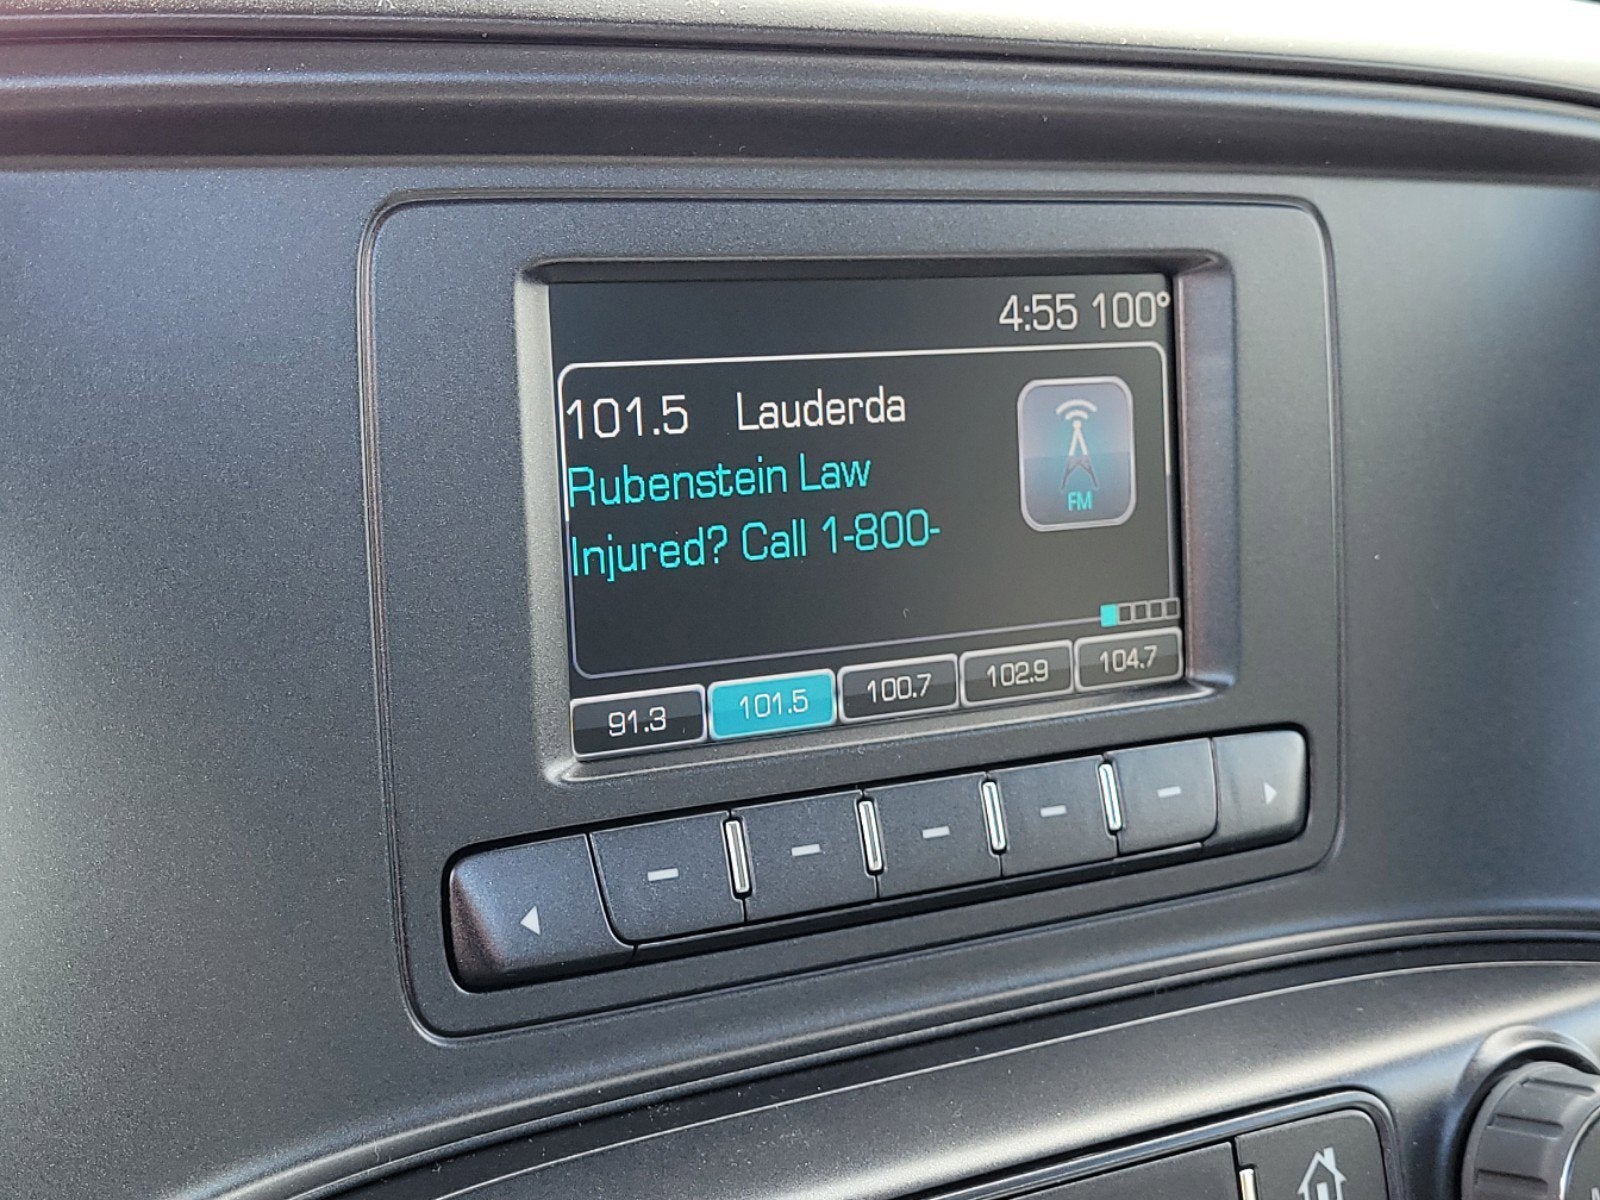 4:55 100°
101.5 Lauderda
Rubenstein Law
Injured? Call 1-800-
FM
91.3 101.5 100.7 102.9 104.7